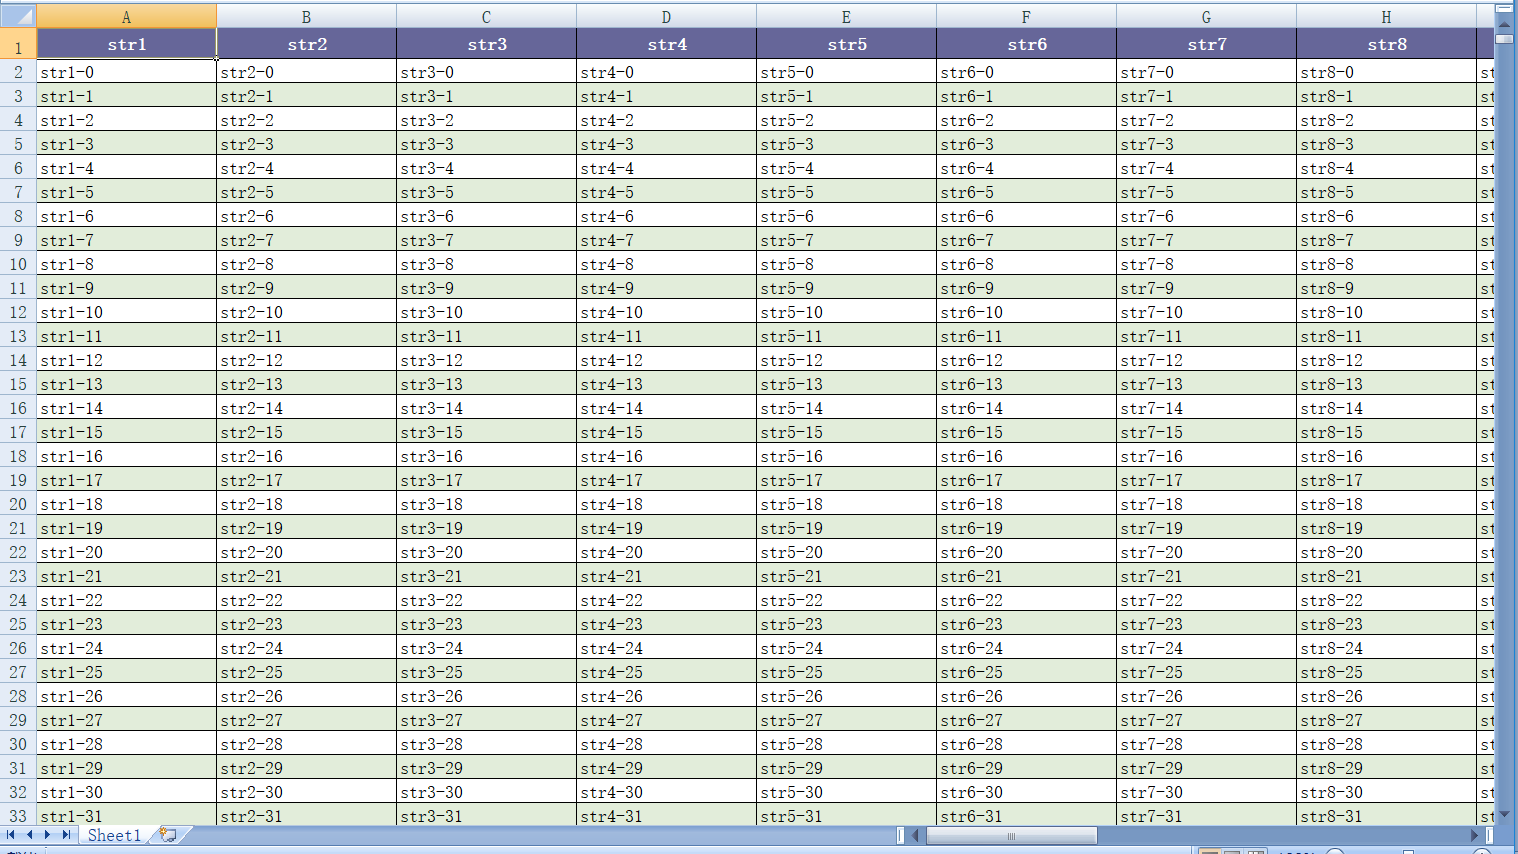 A B C D E F G H
1 str1 str2 str3 str4 str5 str6 str7 str8
2 str1-0 str2-0 str3-0 str4-0 str5-0 str6-0 str7-0 str8-0 st
3 str1-1 str2-1 str3-1 str4-1 str5-1 str6-1 str7-1 str8-1 st
4 str1-2 str2-2 str3-2 str4-2 str5-2 str6-2 str7-2 str8-2 st
5 str1-3 str2-3 str3-3 str4-3 str5-3 str6-3 str7-3 str8-3 st
6 str1-4 str2-4 str3-4 str4-4 str5-4 str6-4 str7-4 str8-4 st
7 str1-5 str2-5 str3-5 str4-5 str5-5 str6-5 str7-5 str8-5 st
8 str1-6 str2-6 str3-6 str4-6 str5-6 str6-6 str7-6 str8-6 st
9 str1-7 str2-7 str3-7 str4-7 str5-7 str6-7 str7-7 str8-7 st
10 str1-8 str2-8 str3-8 str4-8 str5-8 str6-8 str7-8 str8-8 st
11 str1-9 str2-9 str3-9 str4-9 str5-9 str6-9 str7-9 str8-9 st
12 str1-10 str2-10 str3-10 str4-10 str5-10 str6-10 str7-10 str8-10 st
13 str1-11 str2-11 str3-11 str4-11 str5-11 str6-11 str7-11 str8-11 st
14 str1-12 str2-12 str3-12 str4-12 str5-12 str6-12 str7-12 str8-12 st
15 str1-13 str2-13 str3-13 str4-13 str5-13 str6-13 str7-13 str8-13 st
16 str1-14 str2-14 str3-14 str4-14 str5-14 str6-14 str7-14 str8-14 st
17 str1-15 str2-15 str3-15 str4-15 str5-15 str6-15 str7-15 str8-15 st
18 str1-16 str2-16 str3-16 str4-16 str5-16 str6-16 str7-16 str8-16 st
19 str1-17 str2-17 str3-17 str4-17 str5-17 str6-17 str7-17 str8-17 st
20 str1-18 str2-18 str3-18 str4-18 str5-18 str6-18 str7-18 str8-18 st
21 str1-19 str2-19 str3-19 str4-19 str5-19 str6-19 str7-19 str8-19 st
22 str1-20 str2-20 str3-20 str4-20 str5-20 str6-20 str7-20 str8-20 st
23 str1-21 str2-21 str3-21 str4-21 str5-21 str6-21 str7-21 str8-21 st
24 str1-22 str2-22 str3-22 str4-22 str5-22 str6-22 str7-22 str8-22 st
25 str1-23 str2-23 str3-23 str4-23 str5-23 str6-23 str7-23 str8-23 st
26 str1-24 str2-24 str3-24 str4-24 str5-24 str6-24 str7-24 str8-24 st
27 str1-25 str2-25 str3-25 str4-25 str5-25 str6-25 str7-25 str8-25 st
28 str1-26 str2-26 str3-26 str4-26 str5-26 str6-26 str7-26 str8-26 st
29 str1-27 str2-27 str3-27 str4-27 str5-27 str6-27 str7-27 str8-27 st
30 str1-28 str2-28 str3-28 str4-28 str5-28 str6-28 str7-28 str8-28 st
31 str1-29 str2-29 str3-29 str4-29 str5-29 str6-29 str7-29 str8-29 st
32 str1-30 str2-30 str3-30 str4-30 str5-30 str6-30 str7-30 str8-30 st
33 str1-31 str2-31 str3-31 str4-31 str5-31 str6-31 str7-31 str8-31 st
Sheet1